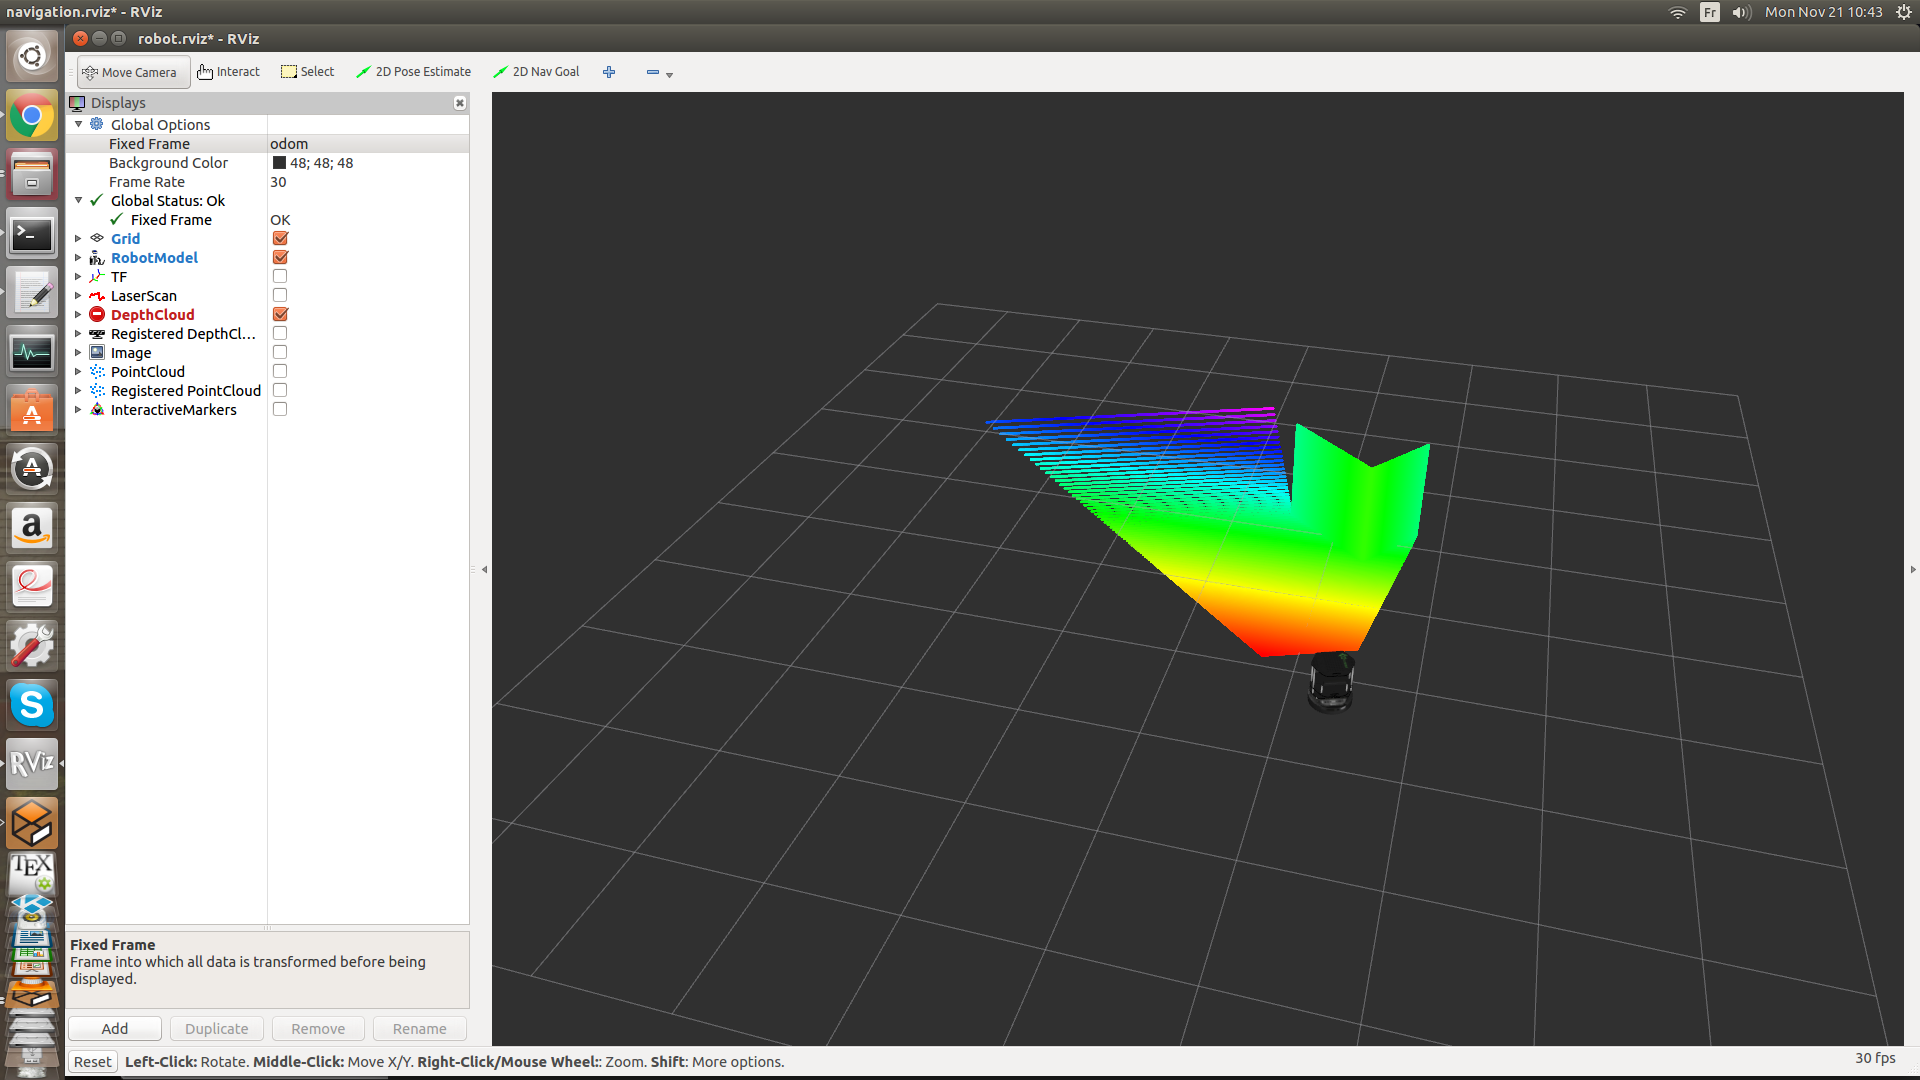 navigation.rviz* - RViz
Fr
Mon Nov 21 10:43
robot.rviz* - RViz
Move Camera
Interact
Select
2D Pose Estimate
2D Nav Goal
Displays
Global Options
Fixed Frame odom
Background Color 48; 48; 48
Frame Rate 30
Global Status: Ok
Fixed Frame OK
Grid
RobotModel
TF
LaserScan
DepthCloud
Registered DepthCl...
Image
PointCloud
Registered PointCloud
InteractiveMarkers
RViz
TEX
Fixed Frame
Frame into which all data is transformed before being
displayed.
Add Duplicate Remove Rename
Reset Left-Click: Rotate. Middle-Click: Move X/Y. Right-Click/Mouse Wheel:: Zoom. Shift: More options.
30 fps